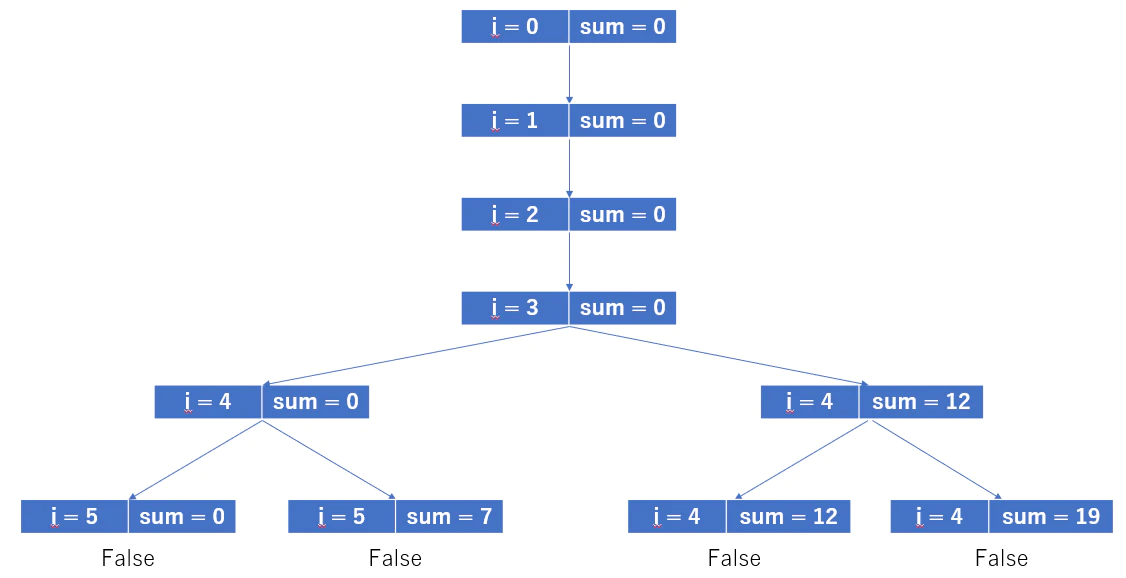 i = 0 sum = 0
i = 1 sum = 0
i = 2 sum = 0
i = 3 sum = 0
i = 4 sum = 0 i = 4 sum = 12
i = 5 sum = 0 i = 5 sum = 7 i = 4 sum = 12 i = 4 sum = 19
False False False False